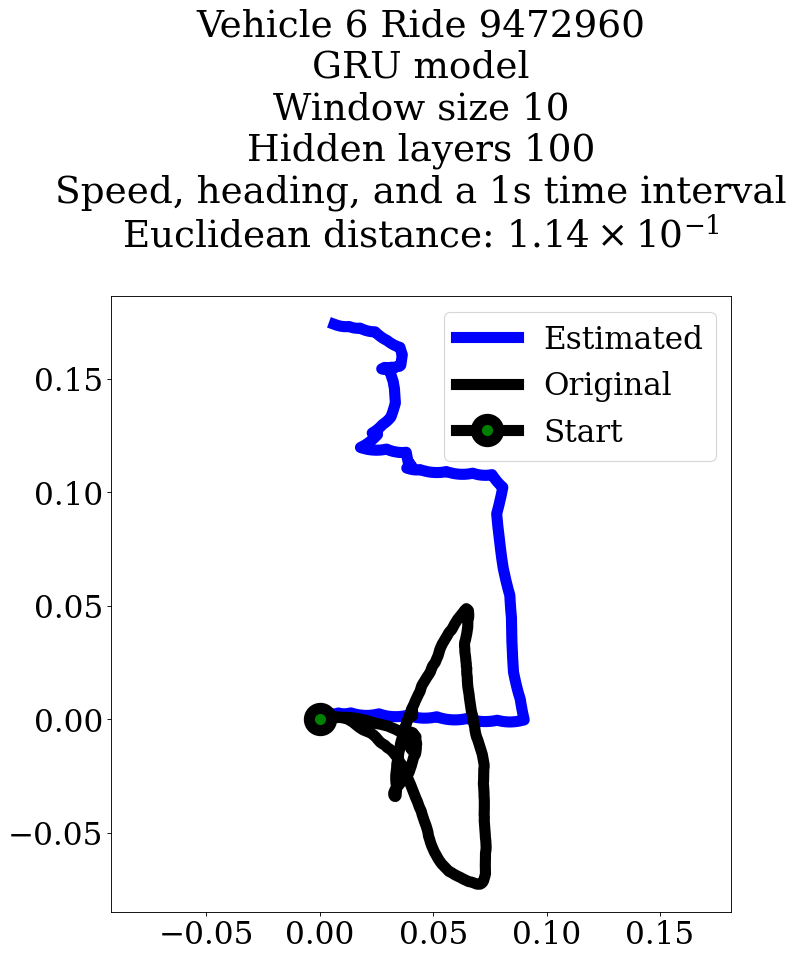 Vehicle 6 Ride 9472960
GRU model
Window size 10
Hidden layers 100
Speed, heading, and a 1s time interval
Euclidean distance: 1.14 × 10⁻¹
Estimated
Original
Start
0.15
0.10
0.05
0.00
−0.05
−0.05 0.00 0.05 0.10 0.15